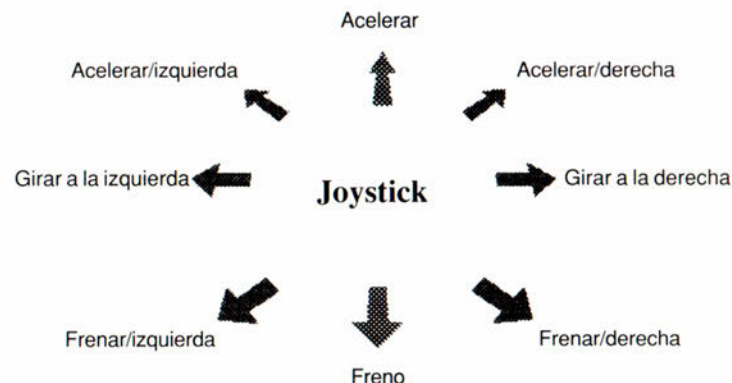 Acelerar
Acelerar/izquierda
Acelerar/derecha
Girar a la izquierda
Joystick
Girar a la derecha
Frenar/izquierda
Frenar/derecha
Freno